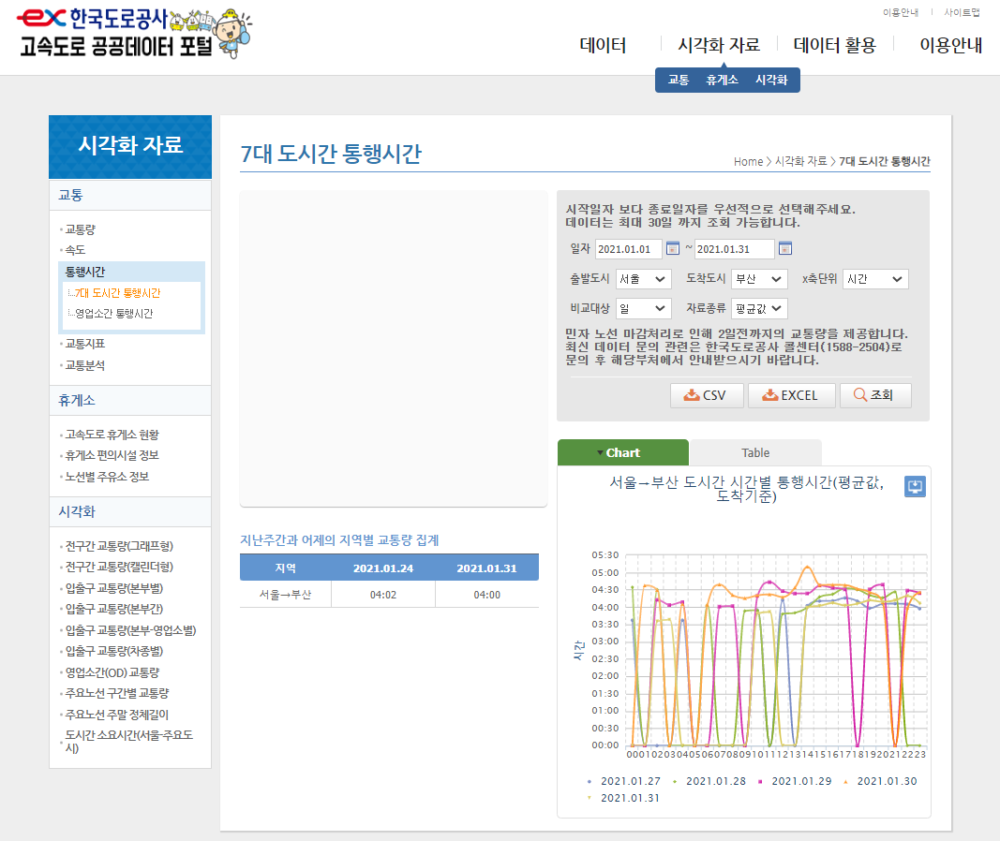 이용안내 | 사이트맵
ex 한국도로공사
고속도로 공공데이터 포털
데이터 시각화 자료 데이터 활용 이용안내
교통 휴게소 시각화
시각화 자료
교통
교통량
속도
통행시간
7대 도시간 통행시간
영업소간 통행시간
교통지표
교통분석
휴게소
고속도로 휴게소 현황
휴게소 편의시설 정보
노선별 주유소 정보
시각화
전구간 교통량(그래프형)
전구간 교통량(캘린더형)
입출구 교통량(본부별)
입출구 교통량(본부간)
입출구 교통량(본부-영업소별)
입출구 교통량(차종별)
영업소간(OD) 교통량
주요노선 구간별 교통량
주요노선 주말 정체길이
도시간 소요시간(서울-주요도
시)
7대 도시간 통행시간
Home > 시각화 자료 > 7대 도시간 통행시간
시작일자 보다 종료일자를 우선적으로 선택해주세요.
데이터는 최대 30일 까지 조회 가능합니다.
일자 2021.01.01 ~ 2021.01.31
출발도시 서울 도착도시 부산 x축단위 시간
비교대상 일 자료종류 평균값
민자 노선 마감처리로 인해 2일전까지의 교통량을 제공합니다.
최신 데이터 문의 관련은 한국도로공사 콜센터(1588-2504)로
문의 후 해당부처에서 안내받으시기 바랍니다.
CSV EXCEL 조회
지난주간과 어제의 지역별 교통량 집계
지역 2021.01.24 2021.01.31
서울→부산 04:02 04:00
Chart Table
서울→부산 도시간 시간별 통행시간(평균값,
도착기준)
시간
05:30
05:00
04:30
04:00
03:30
03:00
02:30
02:00
01:30
01:00
00:30
00:00
00 01 02 03 04 05 06 07 08 09 10 11 12 13 14 15 16 17 18 19 20 21 22 23
2021.01.27 2021.01.28 2021.01.29 2021.01.30
2021.01.31